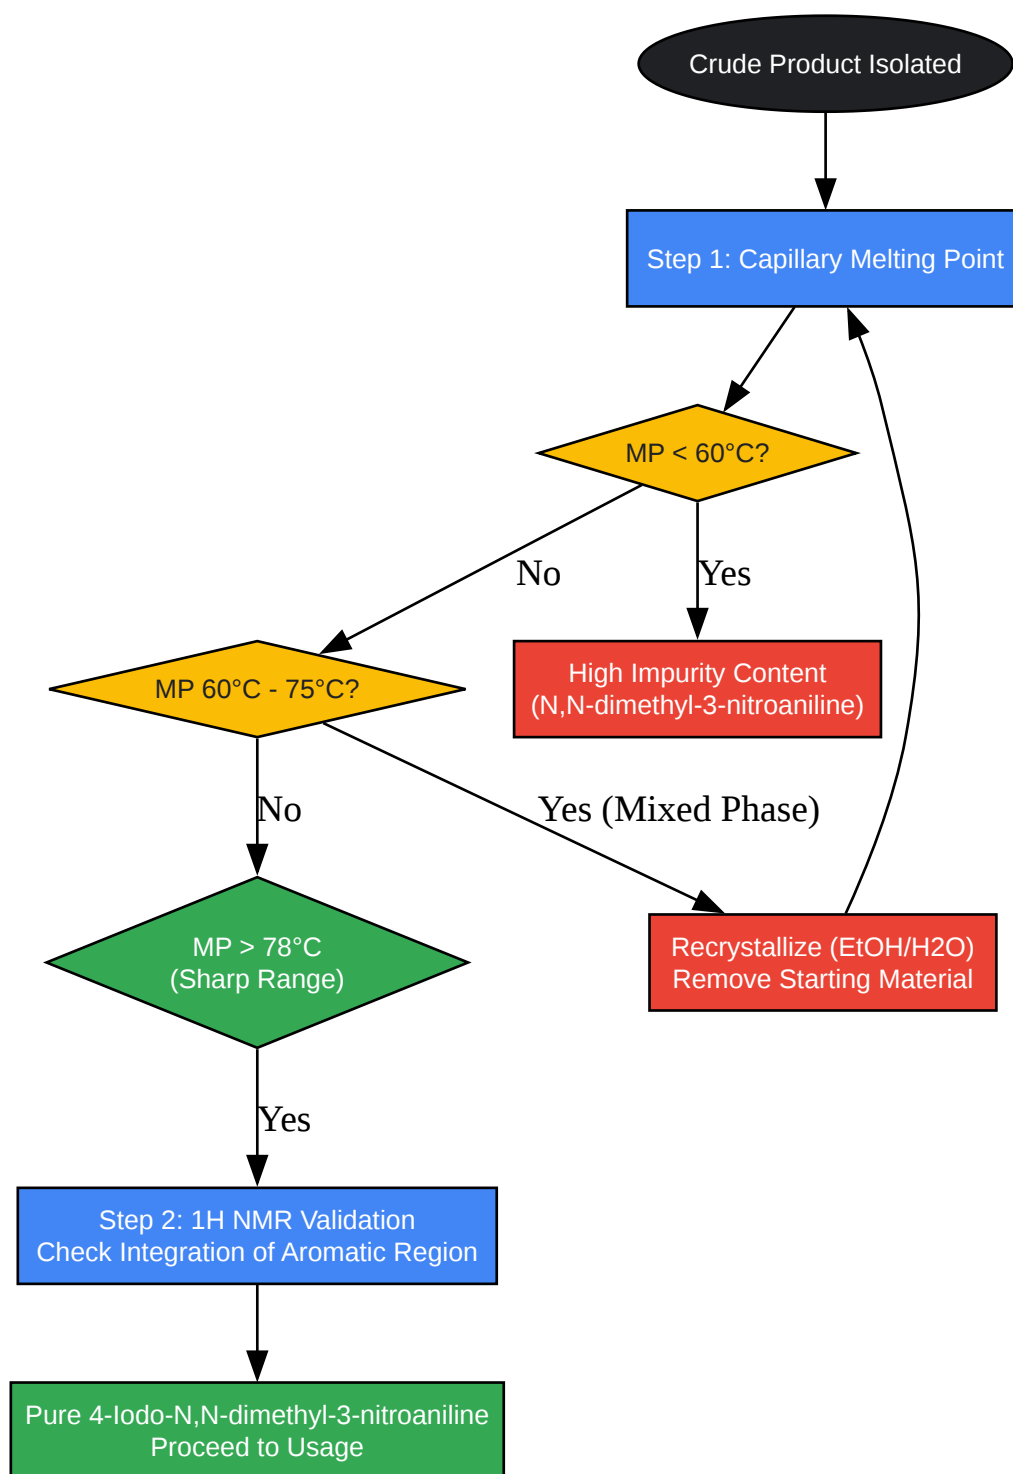 Crude Product Isolated
Step 1: Capillary Melting Point
MP < 60°C?
No
Yes
High Impurity Content
(N,N-dimethyl-3-nitroaniline)
MP 60°C - 75°C?
No
Yes (Mixed Phase)
MP > 78°C
(Sharp Range)
Recrystallize (EtOH/H2O)
Remove Starting Material
Yes
Step 2: 1H NMR Validation
Check Integration of Aromatic Region
Pure 4-Iodo-N,N-dimethyl-3-nitroaniline
Proceed to Usage